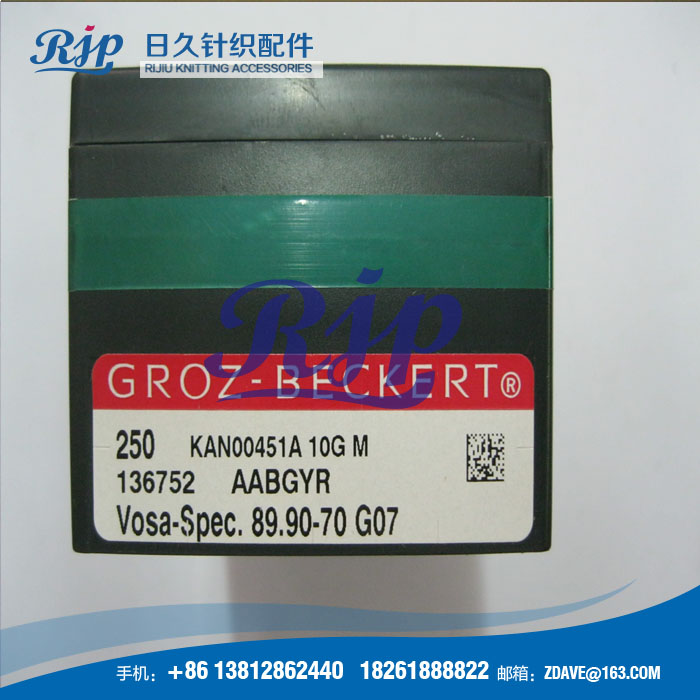 Rjp 日久针织配件
RIJIU KNITTING ACCESSORIES
Rjp
GROZ-BECKERT®
250 KAN00451A 10G M
136752 AABGYR
Vosa-Spec. 89.90-70 G07
手机：+86 13812862440 18261888822 邮箱：ZDAVE@163.COM